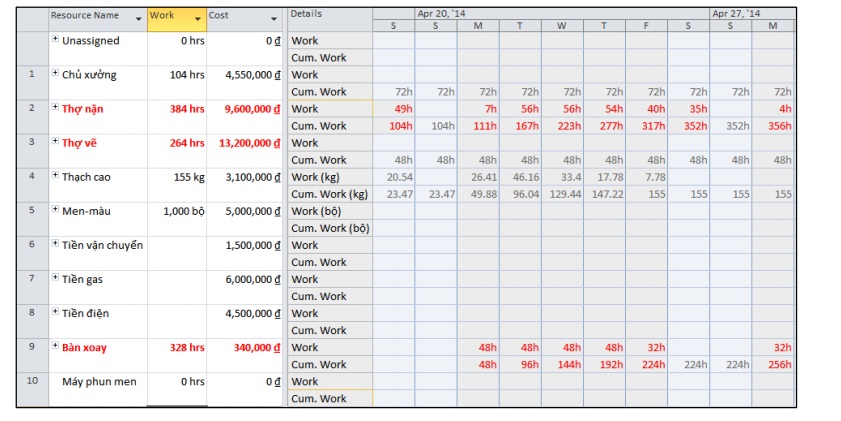 Resource Name Work Cost Details Apr 20, '14 Apr 27, '14
S S M T W T F S S M
Unassigned 0 hrs 0 ₫ Work
Cum. Work
1 Chủ xưởng 104 hrs 4,550,000 ₫ Work
Cum. Work 72h 72h 72h 72h 72h 72h 72h 72h 72h 72h
2 Thợ nặn 384 hrs 9,600,000 ₫ Work 49h 7h 56h 56h 54h 40h 35h 4h
Cum. Work 104h 104h 111h 167h 223h 277h 317h 352h 352h 356h
3 Thợ vẽ 264 hrs 13,200,000 ₫ Work
Cum. Work 48h 48h 48h 48h 48h 48h 48h 48h 48h 48h
4 Thạch cao 155 kg 3,100,000 ₫ Work (kg) 20.54 26.41 46.16 33.4 17.78 7.78
Cum. Work (kg) 23.47 23.47 49.88 96.04 129.44 147.22 155 155 155 155
5 Men-màu 1,000 bộ 5,000,000 ₫ Work (bộ)
Cum. Work (bộ)
6 Tiền vận chuyển 1,500,000 ₫ Work
Cum. Work
7 Tiền gas 6,000,000 ₫ Work
Cum. Work
8 Tiền điện 4,500,000 ₫ Work
Cum. Work
9 Bàn xoay 328 hrs 340,000 ₫ Work 48h 48h 48h 48h 32h 32h
Cum. Work 48h 96h 144h 192h 224h 224h 224h 256h
10 Máy phun men 0 hrs 0 ₫ Work
Cum. Work